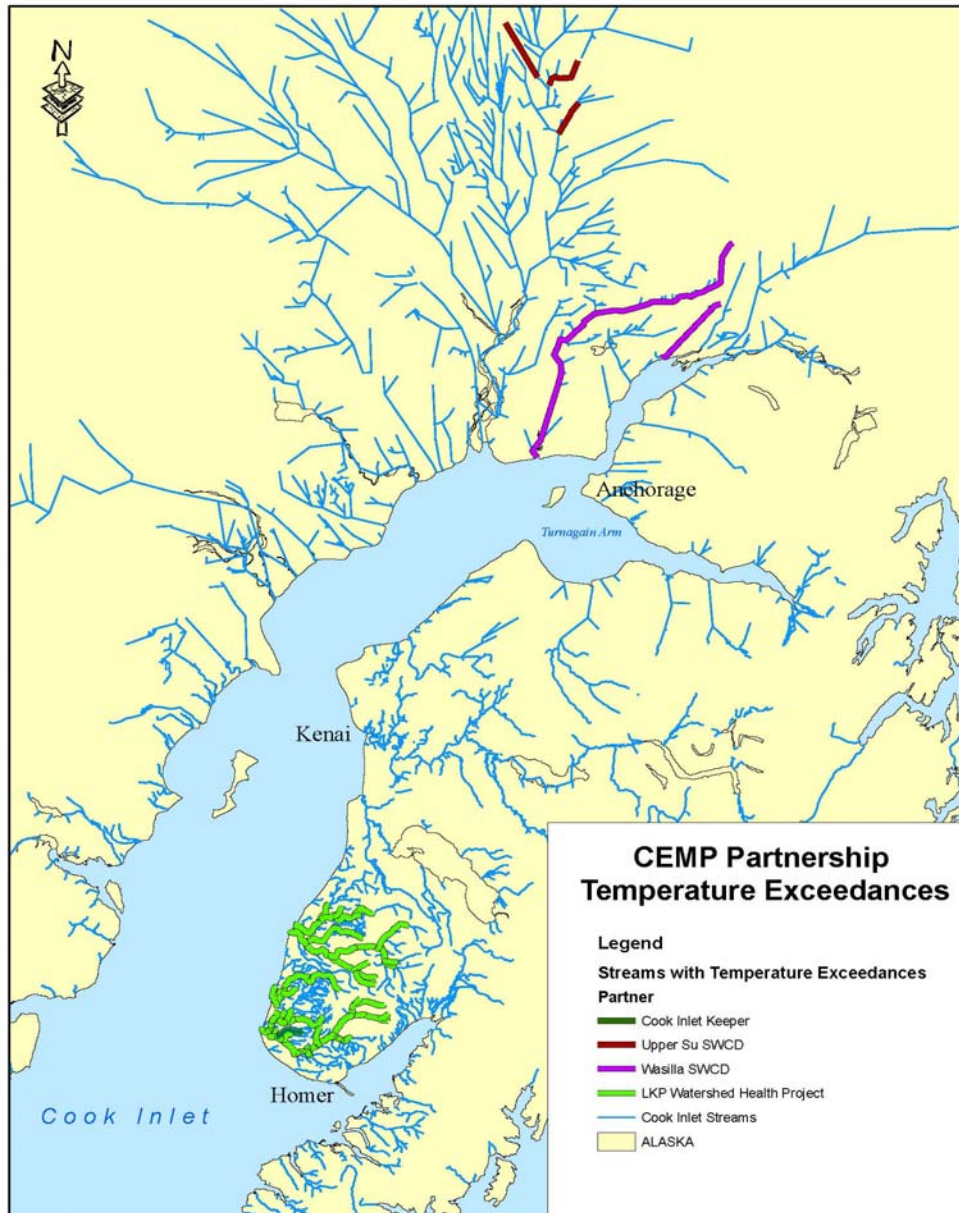 N
Anchorage
Turnagain Arm
Kenai
Homer
Cook Inlet
CEMP Partnership
Temperature Exceedances
Legend
Streams with Temperature Exceedances
Partner
Cook Inlet Keeper
Upper Su SWCD
Wasilla SWCD
LKP Watershed Health Project
Cook Inlet Streams
ALASKA